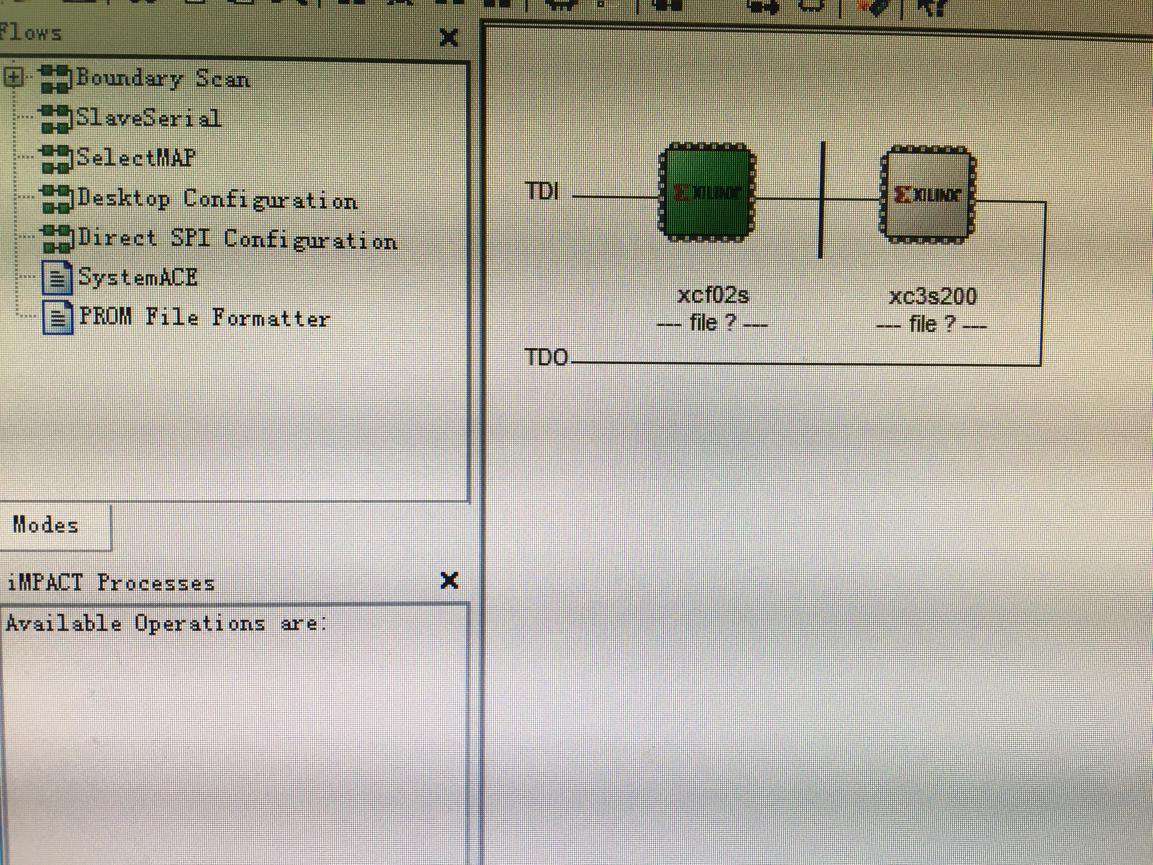 Flows
Boundary Scan
SlaveSerial
SelectMAP
Desktop Configuration
Direct SPI Configuration
SystemACE
PROM File Formatter
Modes
iMPACT Processes
Available Operations are:
TDI
XILINX
XILINX
xcf02s
xc3s200
--- file ? ---
--- file ? ---
TDO